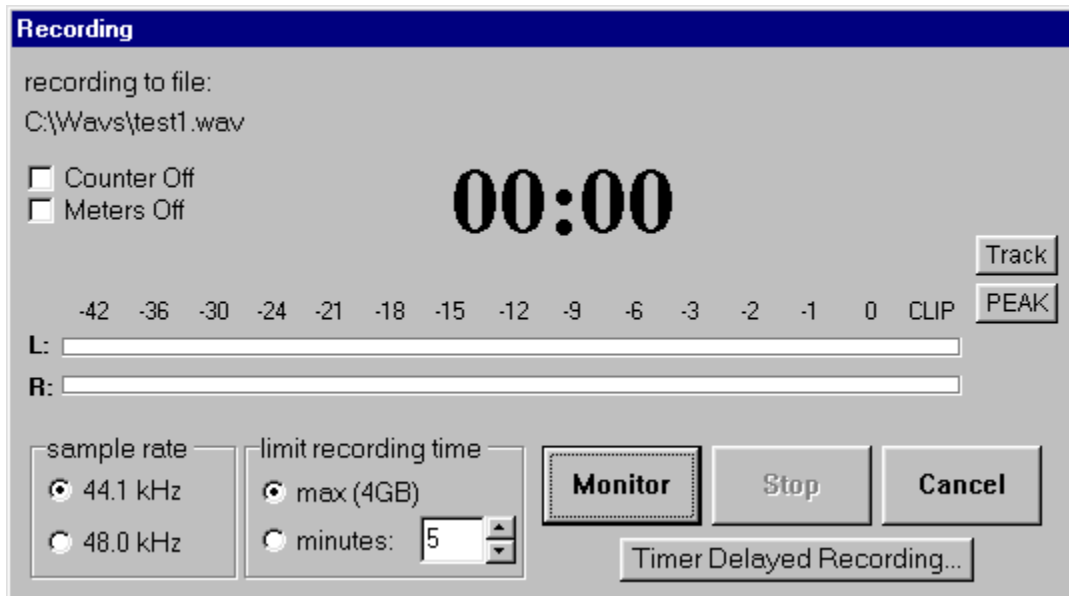 Recording
recording to file:
C:\Wavs\test1.wav
Counter Off
Meters Off
00:00
Track
PEAK
-42 -36 -30 -24 -21 -18 -15 -12 -9 -6 -3 -2 -1 0 CLIP
L:
R:
sample rate
44.1 kHz
48.0 kHz
limit recording time
max (4GB)
minutes: 5
Monitor
Stop
Cancel
Timer Delayed Recording...